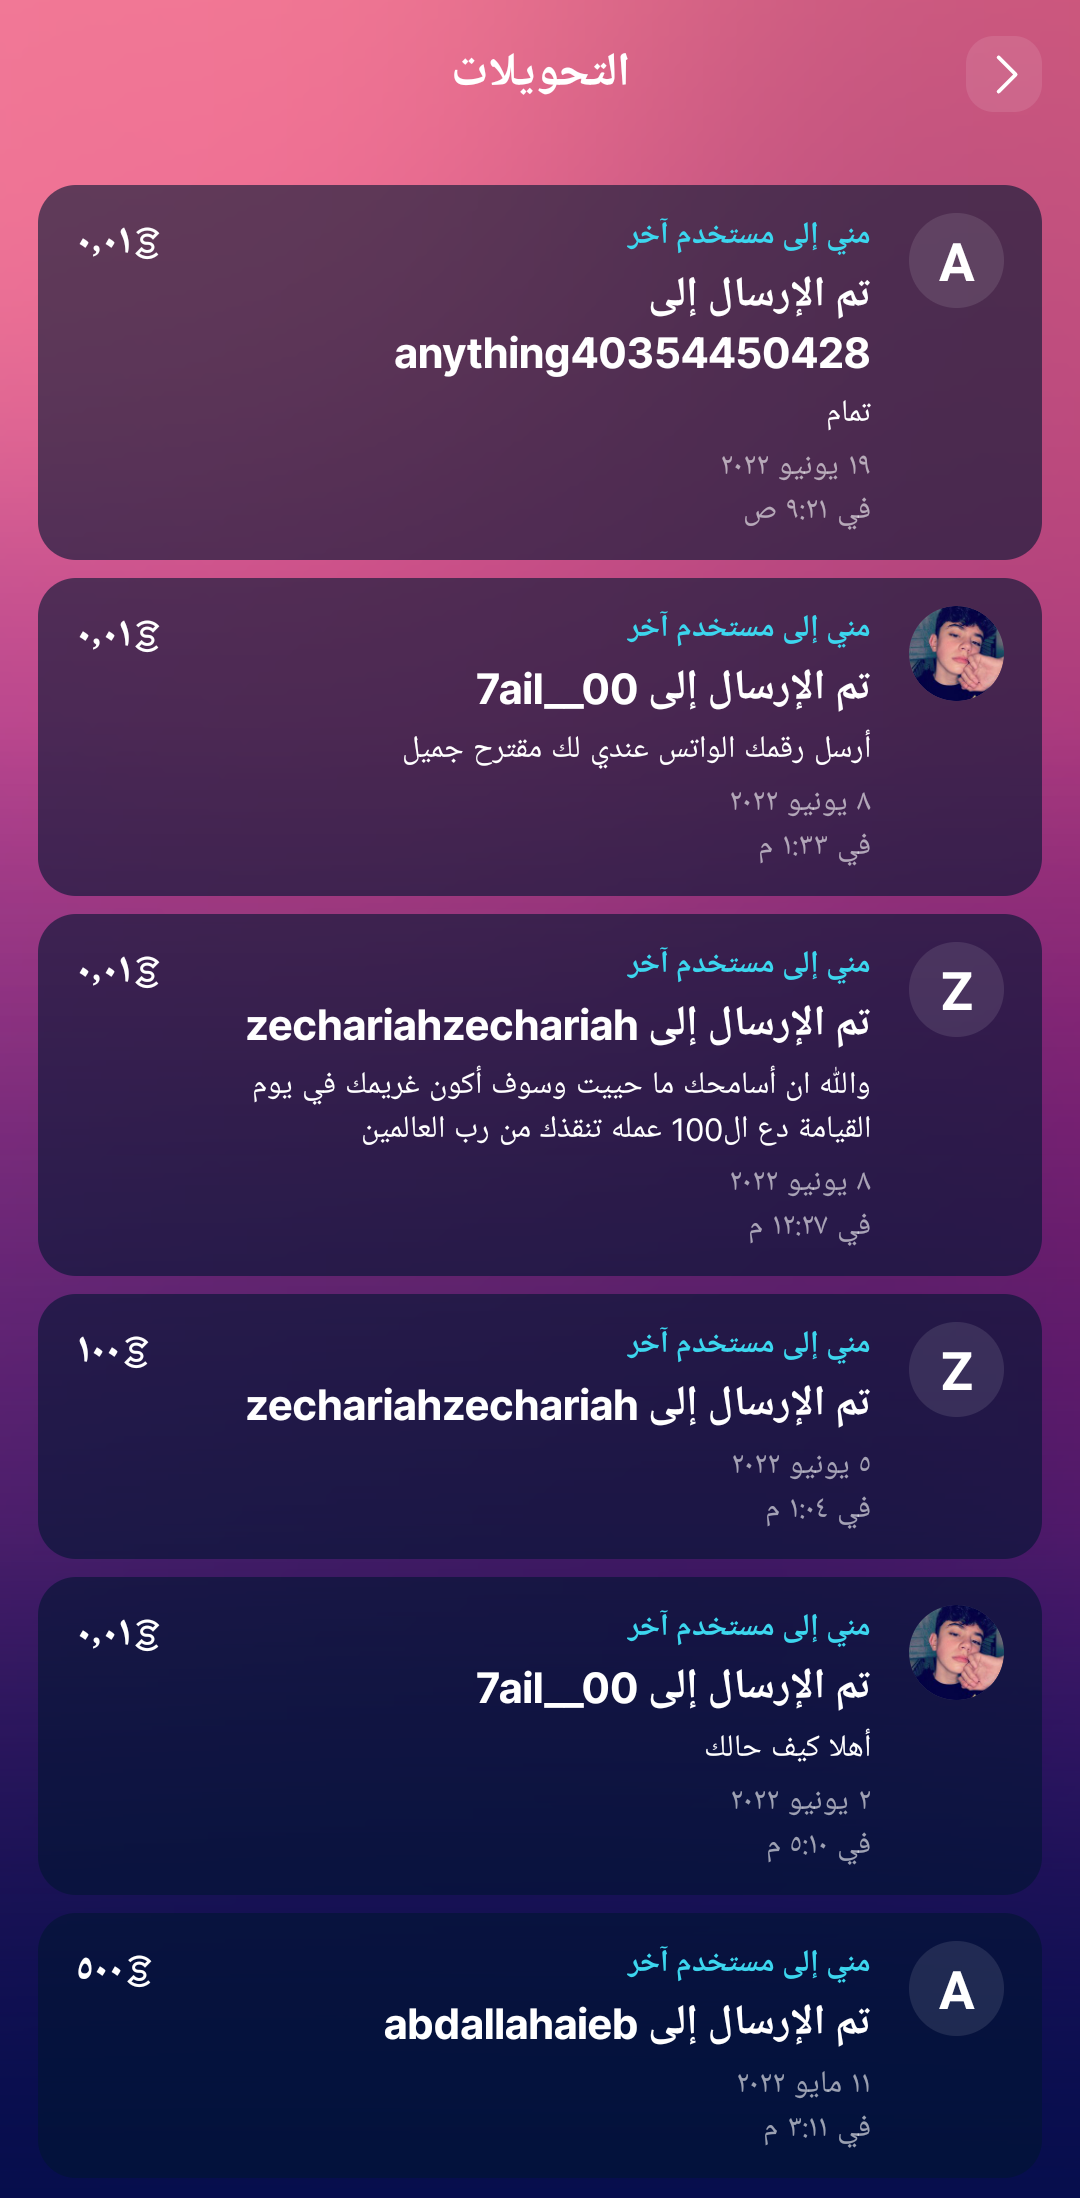 التحويلات
A
مني إلى مستخدم آخر
٠,٠١
تم الإرسال إلى
anything40354450428
تمام
١٩ يونيو ٢٠٢٢
في ٩:٢١ ص
مني إلى مستخدم آخر
٠,٠١
تم الإرسال إلى 7ail__00
أرسل رقمك الواتس عندي لك مقترح جميل
٨ يونيو ٢٠٢٢
في ١:٣٣ م
Z
مني إلى مستخدم آخر
٠,٠١
تم الإرسال إلى zechariahzechariah
والله ان أسامحك ما حييت وسوف أكون غريمك في يوم
القيامة دع ال100 عمله تنقذك من رب العالمين
٨ يونيو ٢٠٢٢
في ١٢:٢٧ م
Z
مني إلى مستخدم آخر
١٠٠
تم الإرسال إلى zechariahzechariah
٥ يونيو ٢٠٢٢
في ١:٠٤ م
مني إلى مستخدم آخر
٠,٠١
تم الإرسال إلى 7ail__00
أهلا كيف حالك
٢ يونيو ٢٠٢٢
في ٥:١٠ م
A
مني إلى مستخدم آخر
٥٠٠
تم الإرسال إلى abdallahaieb
١١ مايو ٢٠٢٢
في ٣:١١ م